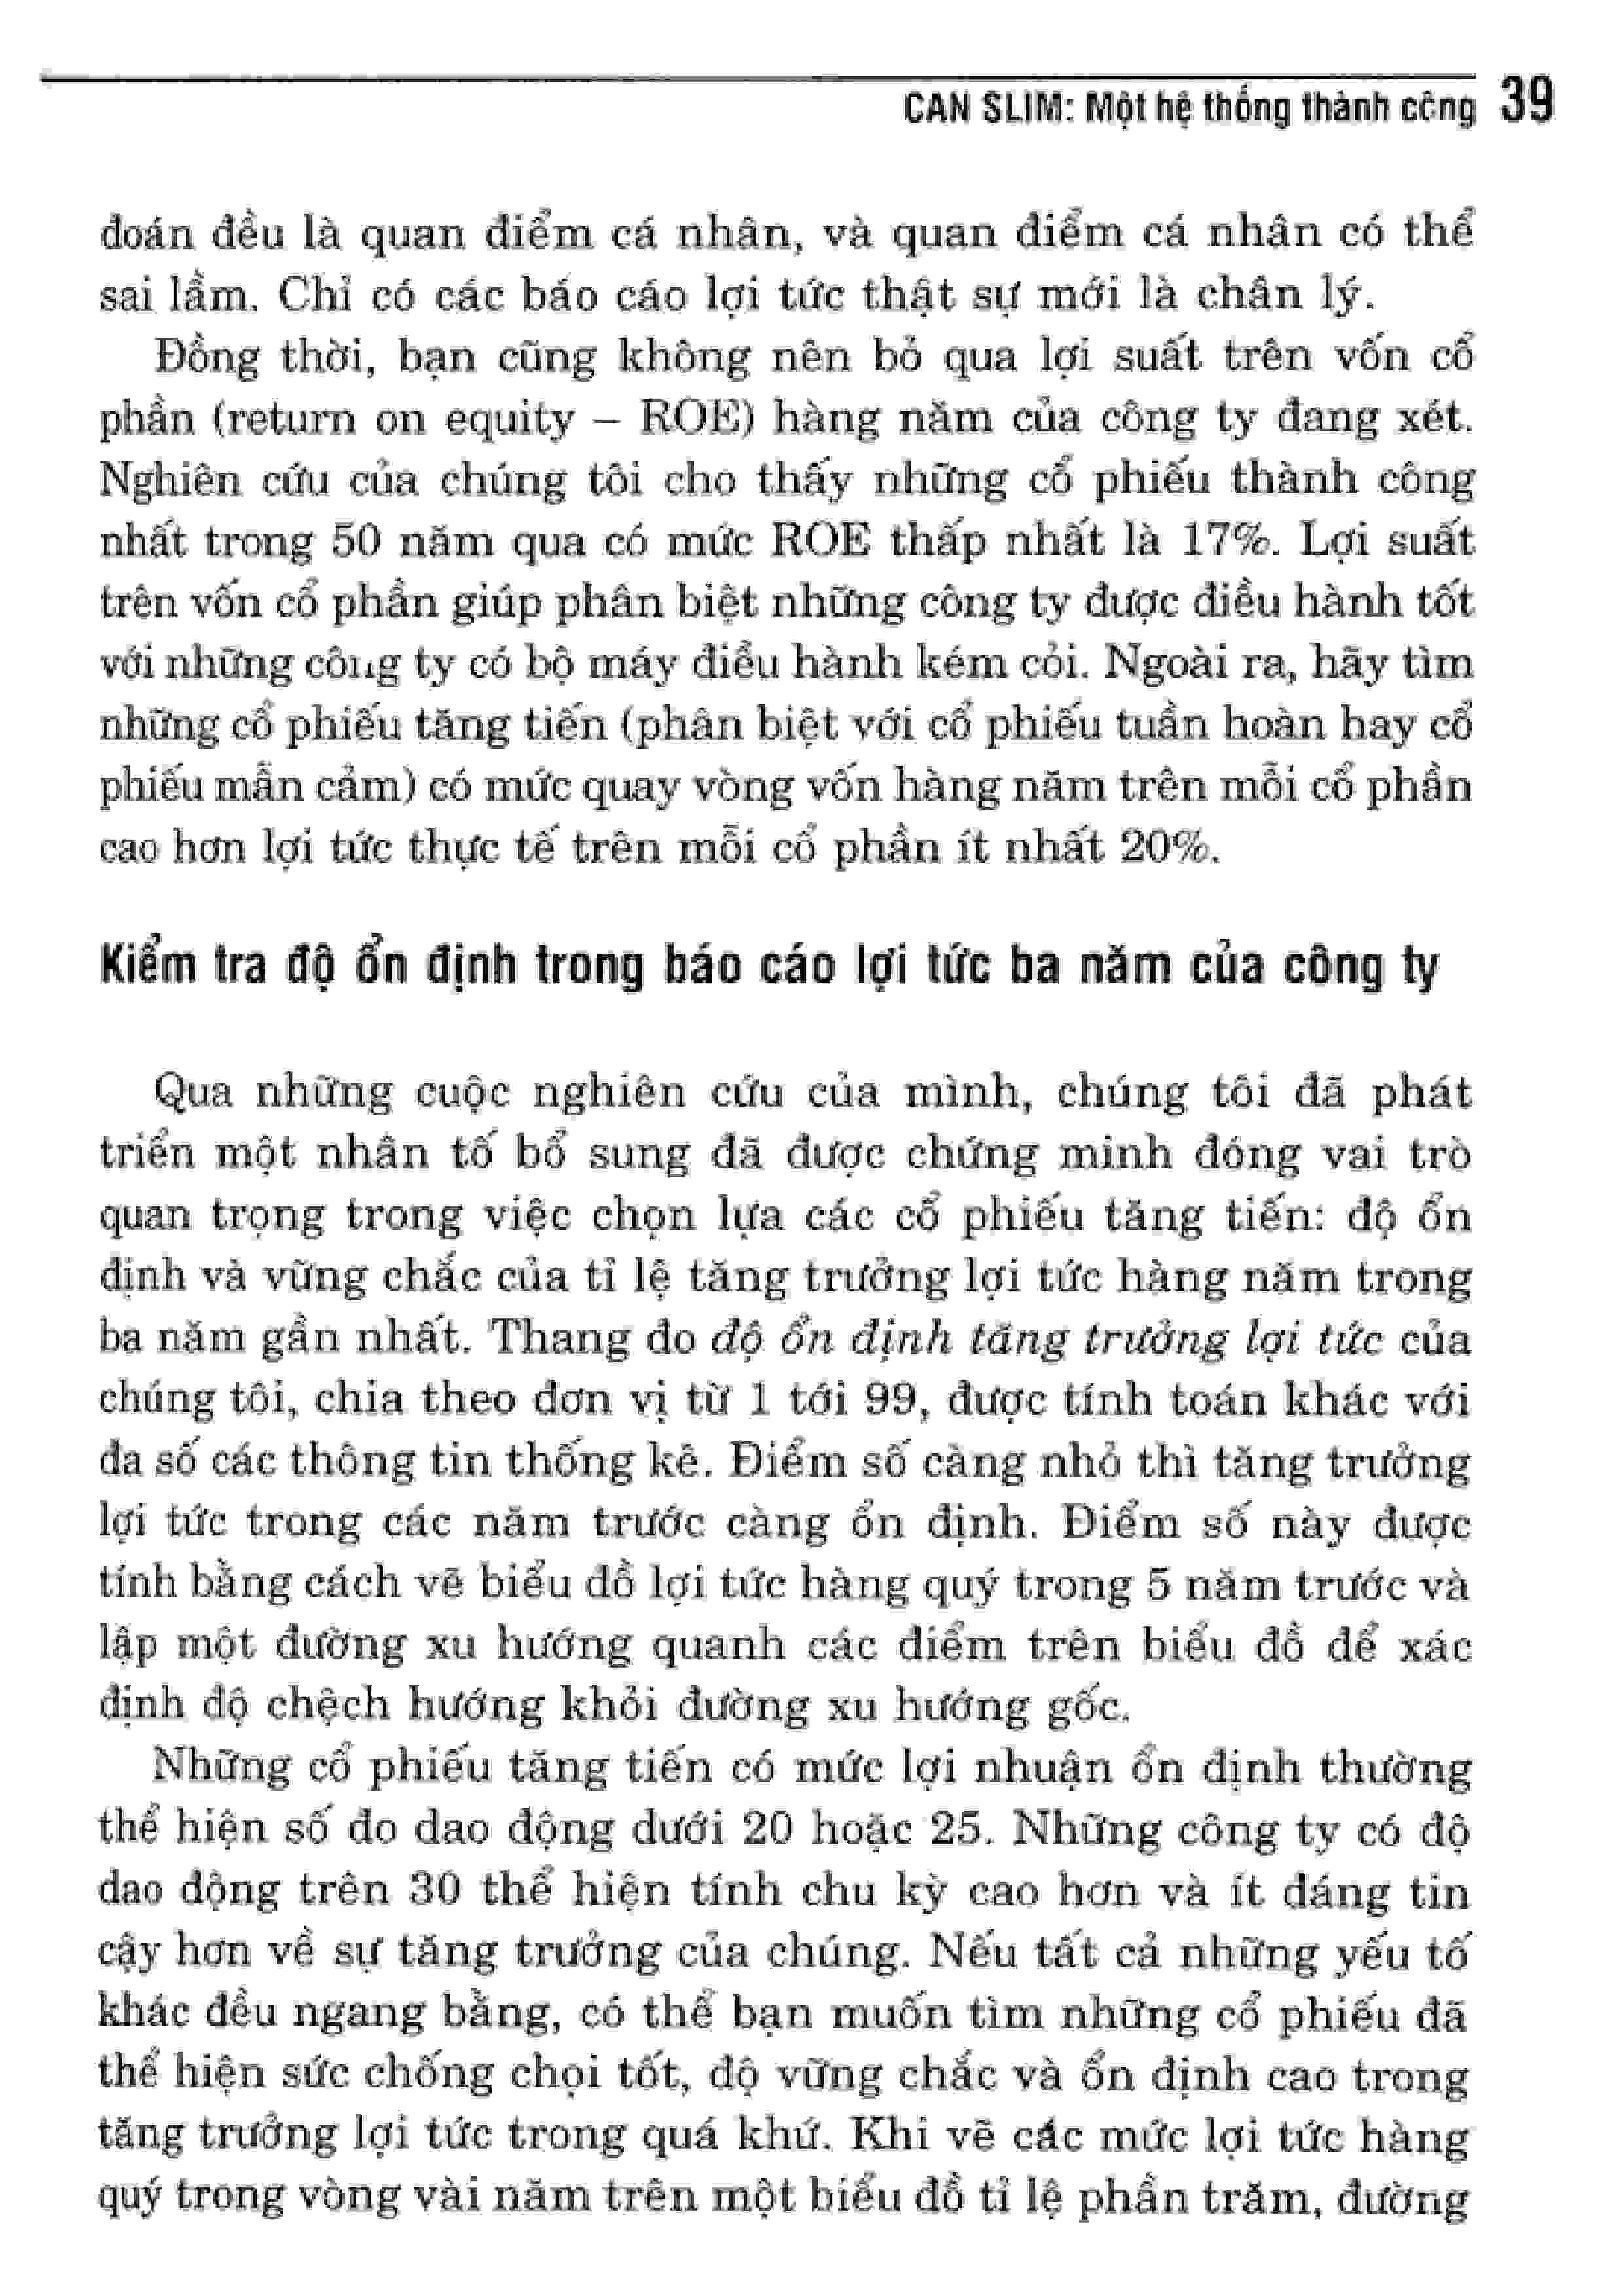 CAN SLIM: Một hệ thống thành công 39
đoán đều là quan điểm cá nhân, và quan điểm cá nhân có thể
sai lầm. Chỉ có các báo cáo lợi tức thật sự mới là chân lý.
Đồng thời, bạn cũng không nên bỏ qua lợi suất trên vốn cổ
phần (return on equity – ROE) hàng năm của công ty đang xét.
Nghiên cứu của chúng tôi cho thấy những cổ phiếu thành công
nhất trong 50 năm qua có mức ROE thấp nhất là 17%. Lợi suất
trên vốn cổ phần giúp phân biệt những công ty được điều hành tốt
với những công ty có bộ máy điều hành kém cỏi. Ngoài ra, hãy tìm
những cổ phiếu tăng tiến (phân biệt với cổ phiếu tuần hoàn hay cổ
phiếu mẫn cảm) có mức quay vòng vốn hàng năm trên mỗi cổ phần
cao hơn lợi tức thực tế trên mỗi cổ phần ít nhất 20%.
Kiểm tra độ ổn định trong báo cáo lợi tức ba năm của công ty
Qua những cuộc nghiên cứu của mình, chúng tôi đã phát
triển một nhân tố bổ sung đã được chứng minh đóng vai trò
quan trọng trong việc chọn lựa các cổ phiếu tăng tiến: độ ổn
định và vững chắc của tỉ lệ tăng trưởng lợi tức hàng năm trong
ba năm gần nhất. Thang đo độ ổn định tăng trưởng lợi tức của
chúng tôi, chia theo đơn vị từ 1 tới 99, được tính toán khác với
đa số các thông tin thống kê. Điểm số càng nhỏ thì tăng trưởng
lợi tức trong các năm trước càng ổn định. Điểm số này được
tính bằng cách vẽ biểu đồ lợi tức hàng quý trong 5 năm trước và
lập một đường xu hướng quanh các điểm trên biểu đồ để xác
định độ chệch hướng khỏi đường xu hướng gốc.
Những cổ phiếu tăng tiến có mức lợi nhuận ổn định thường
thể hiện số đo dao động dưới 20 hoặc 25. Những công ty có độ
dao động trên 30 thể hiện tính chu kỳ cao hơn và ít đáng tin
cậy hơn về sự tăng trưởng của chúng. Nếu tất cả những yếu tố
khác đều ngang bằng, có thể bạn muốn tìm những cổ phiếu đã
thể hiện sức chống chọi tốt, độ vững chắc và ổn định cao trong
tăng trưởng lợi tức trong quá khứ. Khi vẽ các mức lợi tức hàng
quý trong vòng vài năm trên một biểu đồ tỉ lệ phần trăm, đường